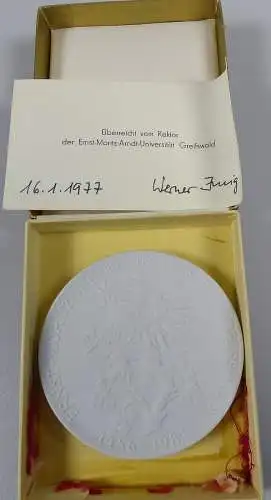 Überreicht vom Rektor
der Ernst-Moritz-Arndt-Universität Greifswald
16.1.1977 Werner Imig